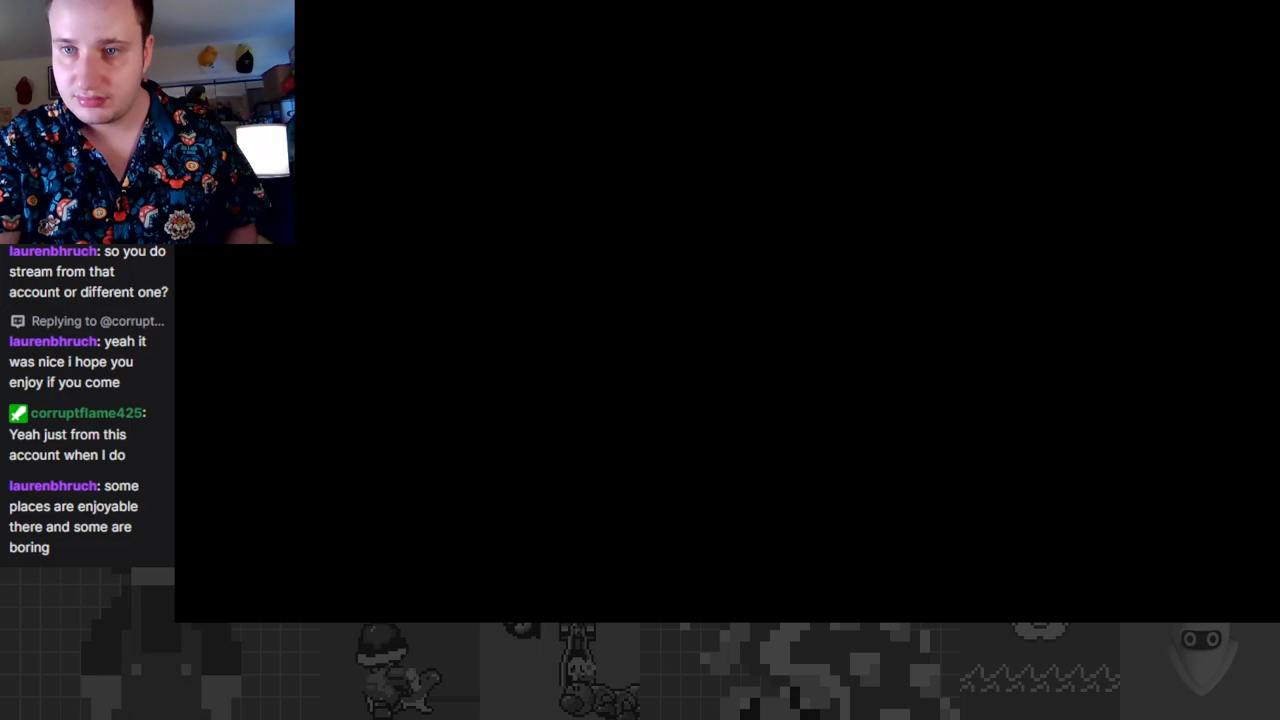 laurenbhruch: so you do
stream from that
account or different one?
Replying to @corrupt...
laurenbhruch: yeah it
was nice i hope you
enjoy if you come
corruptflame425:
Yeah just from this
account when I do
laurenbhruch: some
places are enjoyable
there and some are
boring